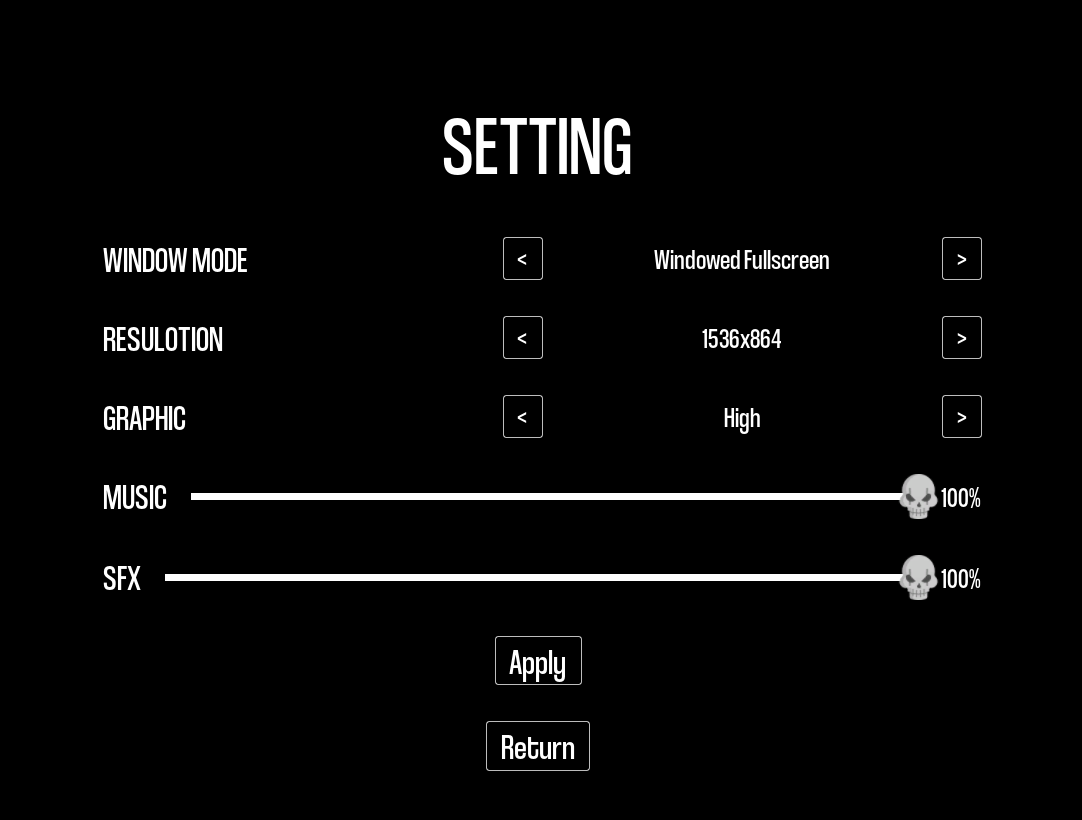 SETTING
WINDOW MODE < Windowed Fullscreen >
RESULOTION < 1536x864 >
GRAPHIC < High >
MUSIC 100%
SFX 100%
Apply
Return